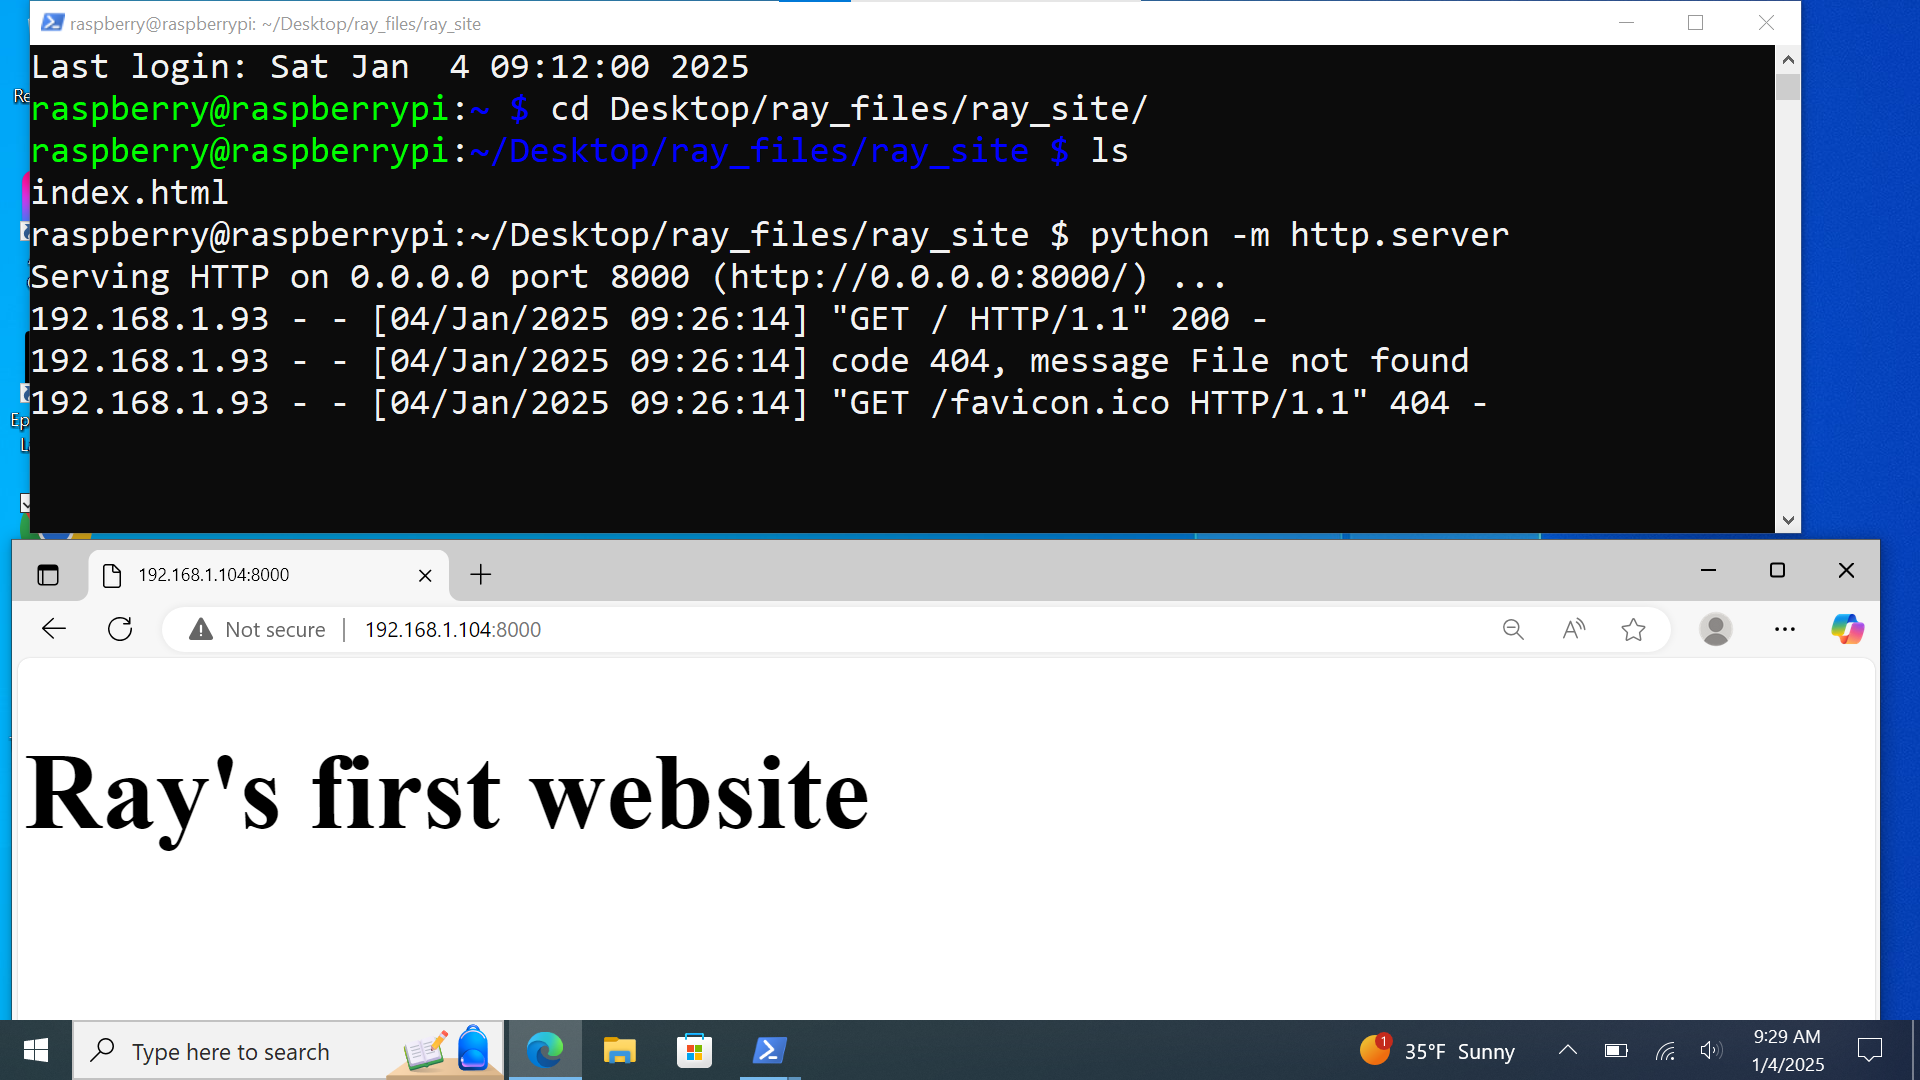 raspberry@raspberrypi: ~/Desktop/ray_files/ray_site
Last login: Sat Jan  4 09:12:00 2025
raspberry@raspberrypi:~ $ cd Desktop/ray_files/ray_site/
raspberry@raspberrypi:~/Desktop/ray_files/ray_site $ ls
index.html
raspberry@raspberrypi:~/Desktop/ray_files/ray_site $ python -m http.server
Serving HTTP on 0.0.0.0 port 8000 (http://0.0.0.0:8000/) ...
192.168.1.93 - - [04/Jan/2025 09:26:14] "GET / HTTP/1.1" 200 -
192.168.1.93 - - [04/Jan/2025 09:26:14] code 404, message File not found
192.168.1.93 - - [04/Jan/2025 09:26:14] "GET /favicon.ico HTTP/1.1" 404 -
Re
Ep
192.168.1.104:8000
Not secure 192.168.1.104:8000
Ray's first website
Type here to search
1
35°F Sunny
9:29 AM
1/4/2025